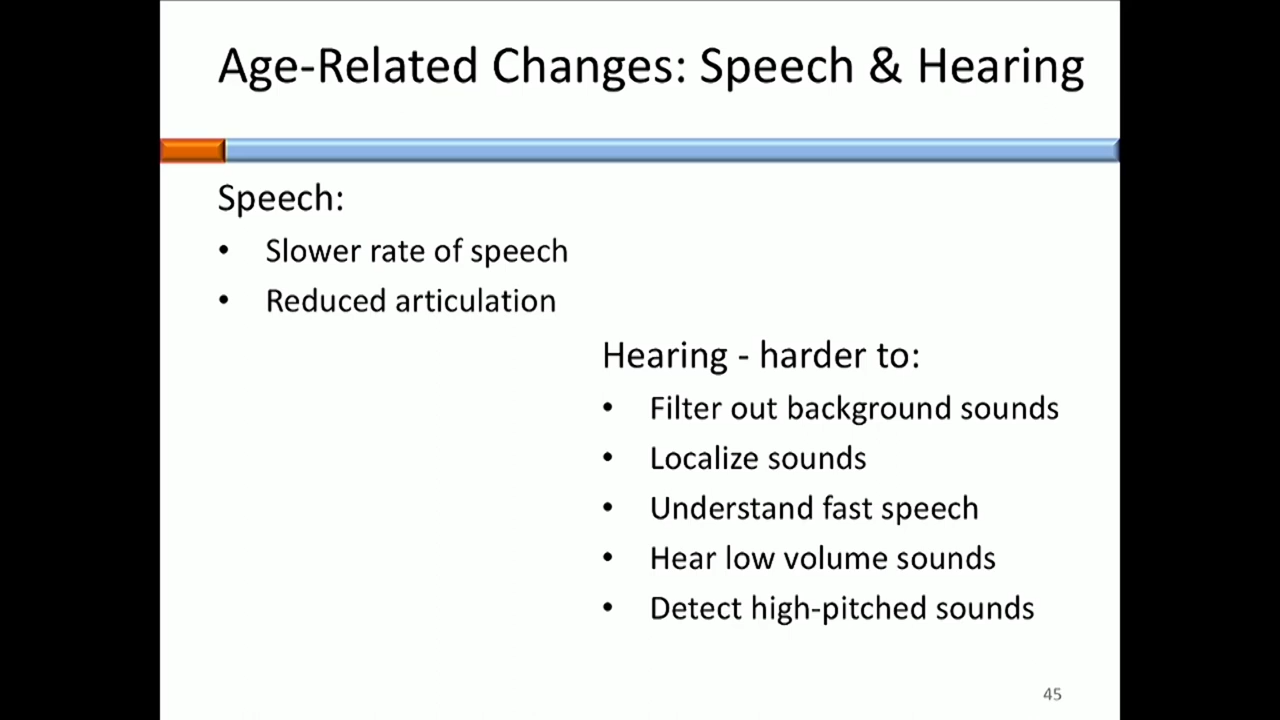 Age-Related Changes: Speech & Hearing
Speech:
• Slower rate of speech
• Reduced articulation
Hearing - harder to:
• Filter out background sounds
• Localize sounds
• Understand fast speech
• Hear low volume sounds
• Detect high-pitched sounds
45